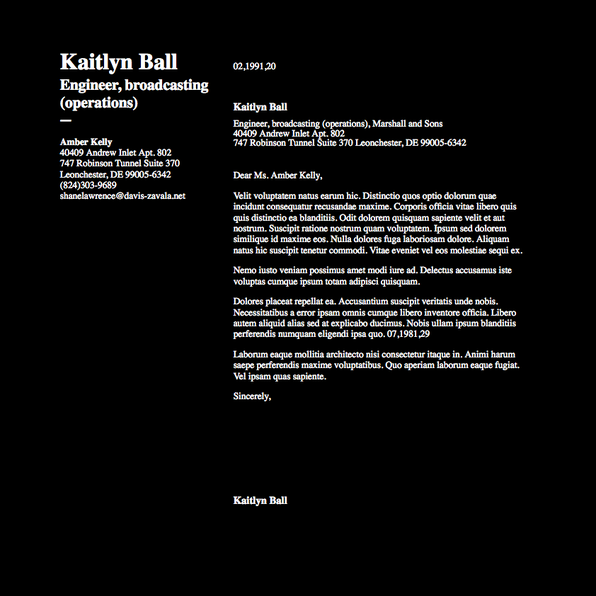 Kaitlyn Ball
Engineer, broadcasting
(operations)
Amber Kelly
40409 Andrew Inlet Apt. 802
747 Robinson Tunnel Suite 370
Leonchester, DE 99005-6342
(824)303-9689
shanelawrence@davis-zavala.net
02,1991,20
Kaitlyn Ball
Engineer, broadcasting (operations), Marshall and Sons
40409 Andrew Inlet Apt. 802
747 Robinson Tunnel Suite 370 Leonchester, DE 99005-6342
Dear Ms. Amber Kelly,
Velit voluptatem natus earum hic. Distinctio quos optio dolorum quae
incidunt consequatur recusandae maxime. Corporis officia vitae libero quis
quis distinctio ea blanditiis. Odit dolorem quisquam sapiente velit et aut
nostrum. Suscipit ratione nostrum quam voluptatem. Ipsum sed dolorem
similique id maxime eos. Nulla dolores fuga laboriosam dolore. Aliquam
natus hic suscipit tenetur commodi. Vitae eveniet vel eos molestiae sequi ex.
Nemo iusto veniam possimus amet modi iure ad. Delectus accusamus iste
voluptas cumque ipsum totam adipisci quisquam.
Dolores placeat repellat ea. Accusantium suscipit veritatis unde nobis.
Necessitatibus a error ipsam omnis cumque libero inventore officia. Libero
autem aliquid alias sed at explicabo ducimus. Nobis ullam ipsum blanditiis
perferendis numquam eligendi ipsa quo. 07,1981,29
Laborum eaque mollitia architecto nisi consectetur itaque in. Animi harum
saepe perferendis maxime voluptatibus. Quo aperiam laborum eaque fugiat.
Vel ipsam quas sapiente.
Sincerely,
Kaitlyn Ball